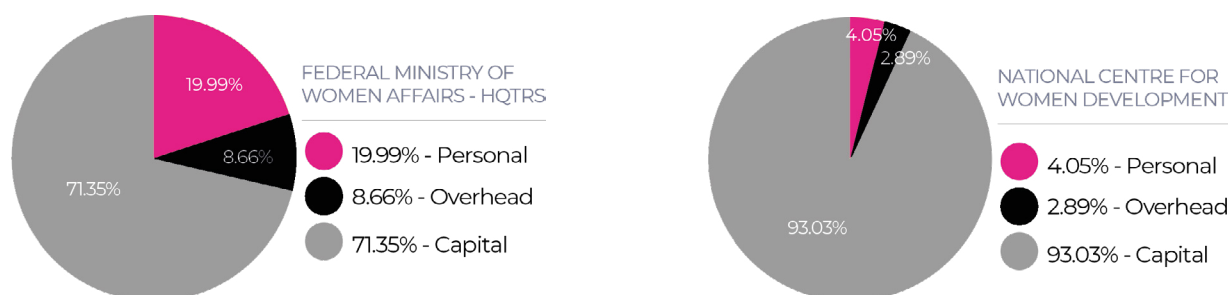 19.99%
8.66%
71.35%
FEDERAL MINISTRY OF
WOMEN AFFAIRS - HQTRS
19.99% - Personal
8.66% - Overhead
71.35% - Capital
4.05%
2.89%
93.03%
NATIONAL CENTRE FOR
WOMEN DEVELOPMENT
4.05% - Personal
2.89% - Overhead
93.03% - Capital